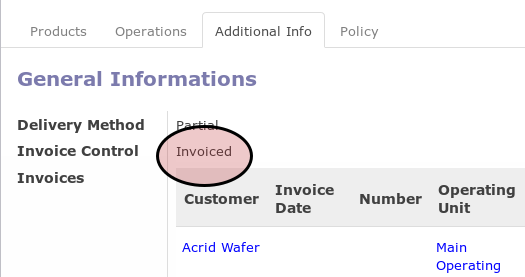 Products Operations Additional Info Policy
General Informations
Delivery Method Partial
Invoice Control Invoiced
Invoices
Customer Invoice Date Number Operating Unit
Acrid Wafer Main Operating